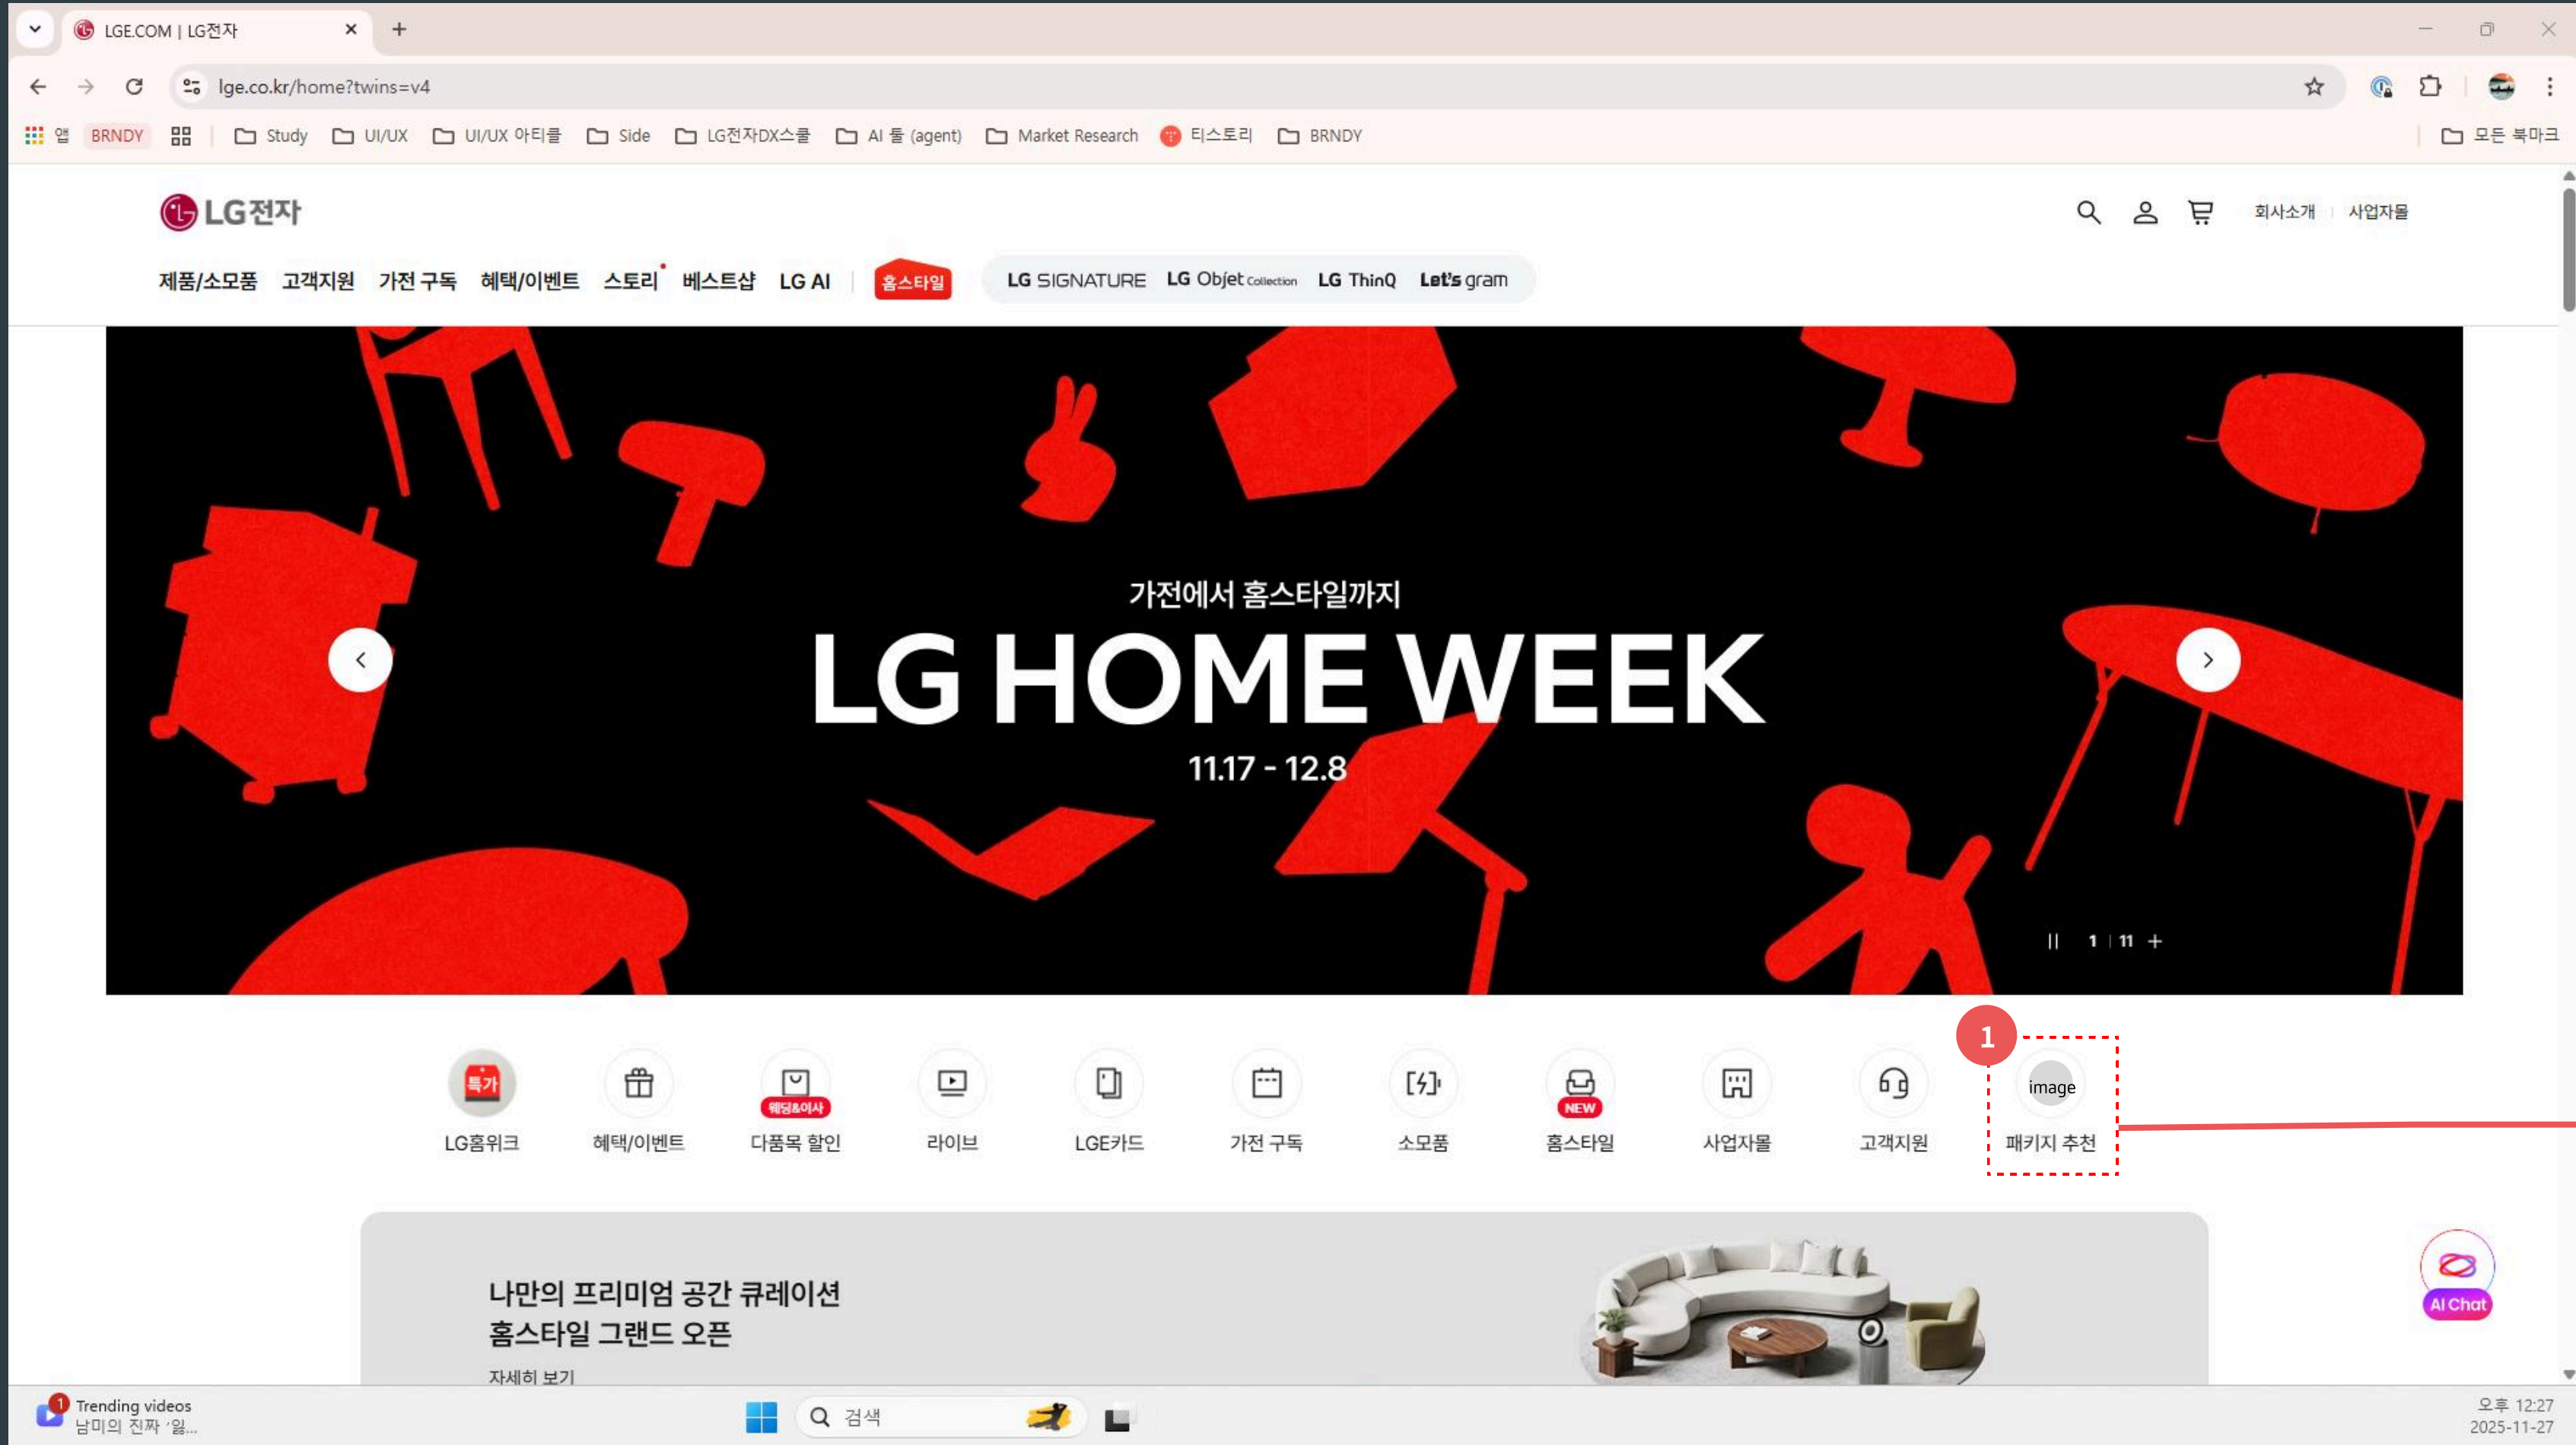 LGE.COM | LG전자
lge.co.kr/home?twins=v4
앱 BRNDY Study UI/UX UI/UX 아티클 Side LG전자DX스쿨 AI 툴 (agent) Market Research 티스토리 BRNDY 모든 북마크
LG전자
회사소개 사업자몰
제품/소모품 고객지원 가전 구독 혜택/이벤트 스토리 베스트샵 LG AI 홈스타일 LG SIGNATURE LG Objet Collection LG ThinQ Let's gram
가전에서 홈스타일까지
LG HOME WEEK
11.17 - 12.8
1 | 11 +
1
특가
웨딩&이사
NEW
image
LG홈위크 혜택/이벤트 다품목 할인 라이브 LGE카드 가전 구독 소모품 홈스타일 사업자몰 고객지원 패키지 추천
나만의 프리미엄 공간 큐레이션
홈스타일 그랜드 오픈
자세히 보기
AI Chat
1
Trending videos
남미의 진짜 '잃...
검색
오후 12:27
2025-11-27